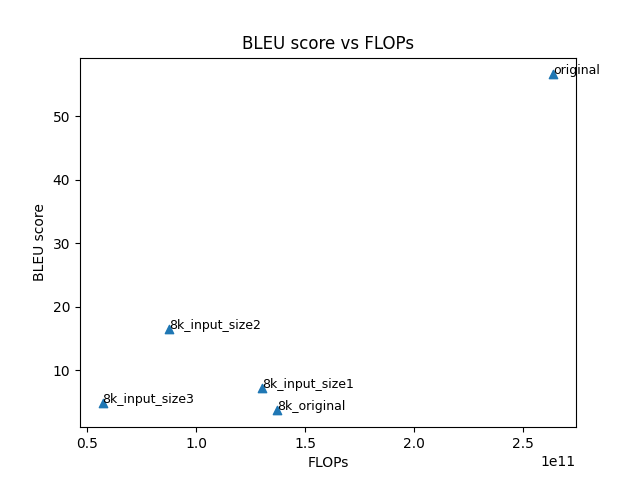 BLEU score vs FLOPs
original
50
40
30
20
10
BLEU score
8k_input_size2
8k_input_size1
8k_input_size3
8k_original
0.5
1.0
1.5
2.0
2.5
1e11
FLOPs